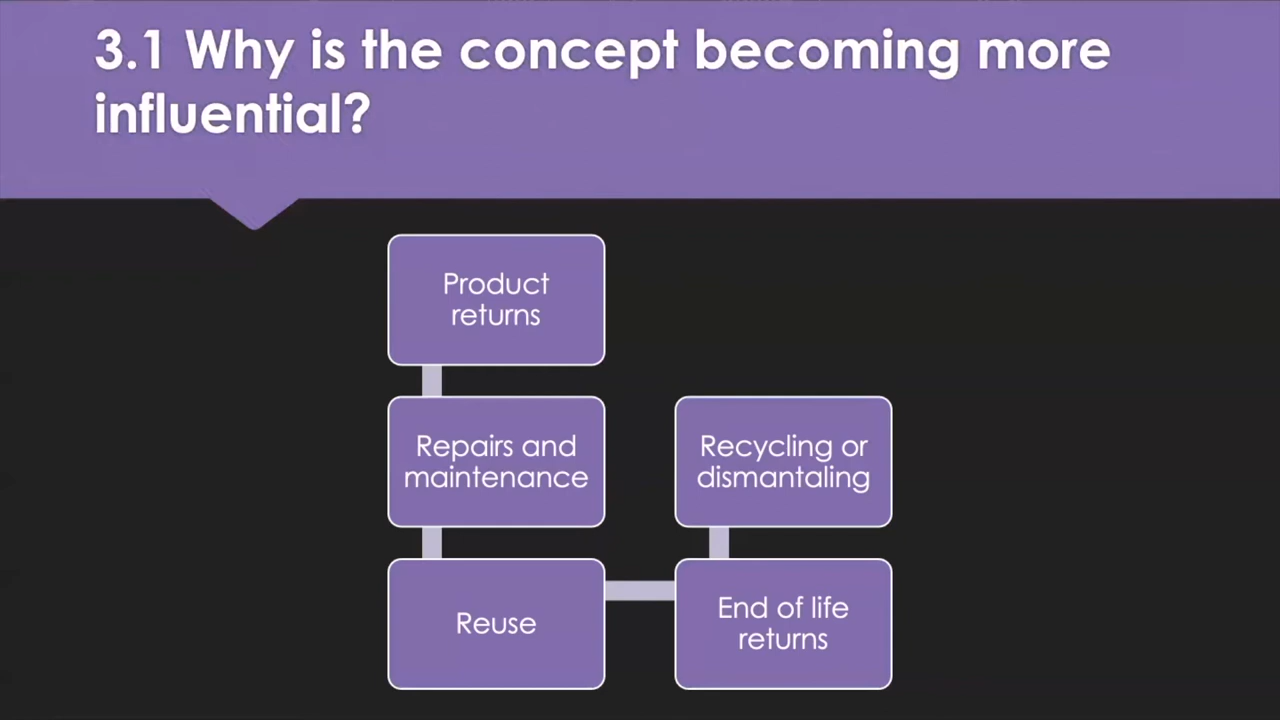 3.1 Why is the concept becoming more
influential?
Product
returns
Repairs and
maintenance
Reuse
End of life
returns
Recycling or
dismantaling